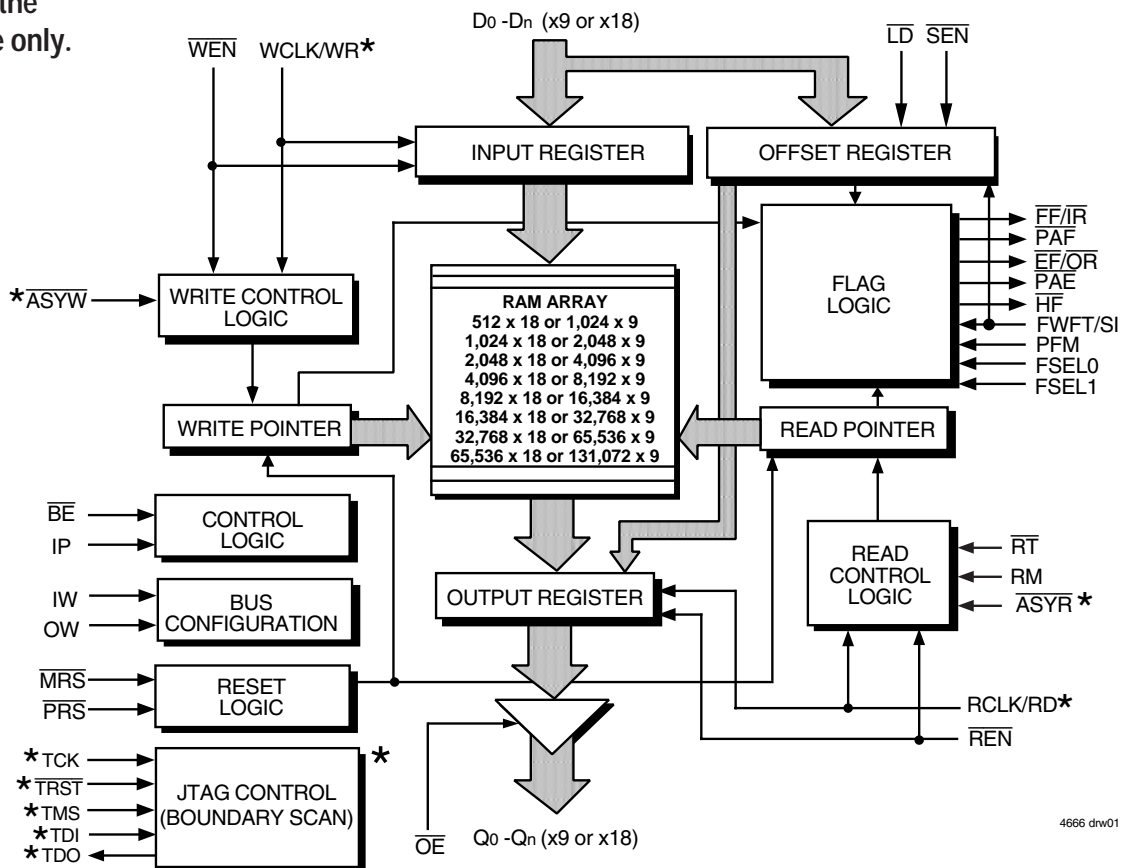 the
e only.
D0 -Dn (x9 or x18)
WEN
WCLK/WR*
LD
SEN
INPUT REGISTER
OFFSET REGISTER
*ASYW
WRITE CONTROL
LOGIC
RAM ARRAY
512 x 18 or 1,024 x 9
1,024 x 18 or 2,048 x 9
2,048 x 18 or 4,096 x 9
4,096 x 18 or 8,192 x 9
8,192 x 18 or 16,384 x 9
16,384 x 18 or 32,768 x 9
32,768 x 18 or 65,536 x 9
65,536 x 18 or 131,072 x 9
FLAG
LOGIC
FF/IR
PAF
EF/OR
PAE
HF
FWFT/SI
PFM
FSEL0
FSEL1
WRITE POINTER
READ POINTER
BE
IP
CONTROL
LOGIC
READ
CONTROL
LOGIC
RT
RM
ASYR*
IW
OW
BUS
CONFIGURATION
OUTPUT REGISTER
MRS
PRS
RESET
LOGIC
RCLK/RD*
REN
*TCK
*TRST
*TMS
*TDI
*TDO
JTAG CONTROL
(BOUNDARY SCAN)
*
OE
Q0 -Qn (x9 or x18)
4666 drw01